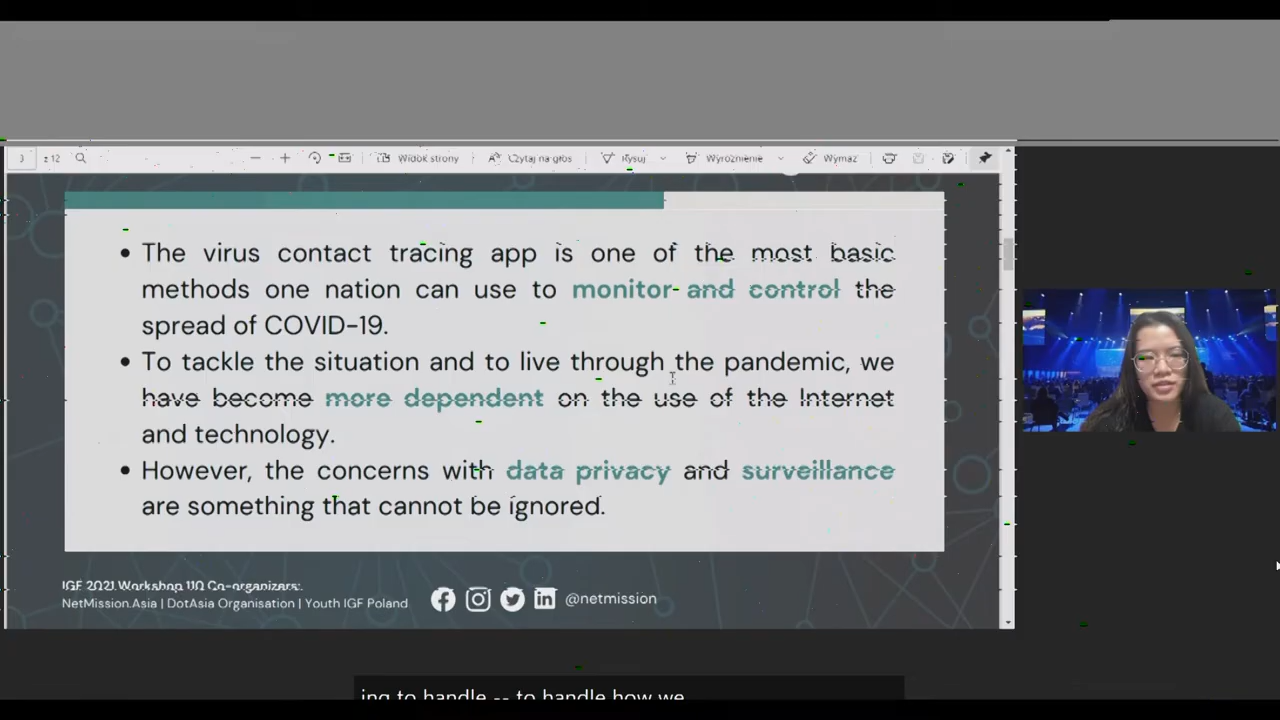 3 z 12 Widok strony Czytaj na głos Rysuj Wyróżnienie Wymaż
• The virus contact tracing app is one of the most basic
methods one nation can use to monitor and control the
spread of COVID-19.
• To tackle the situation and to live through the pandemic, we
have become more dependent on the use of the Internet
and technology.
• However, the concerns with data privacy and surveillance
are something that cannot be ignored.
IGF 2021 Workshop 110 Co-organizers:
NetMission.Asia | DotAsia Organisation | Youth IGF Poland
@netmission
ing to handle -- to handle how we